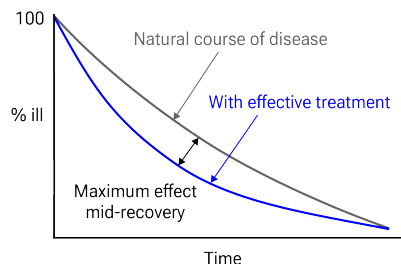 100
Natural course of disease
With effective treatment
% ill
Maximum effect
mid-recovery
Time